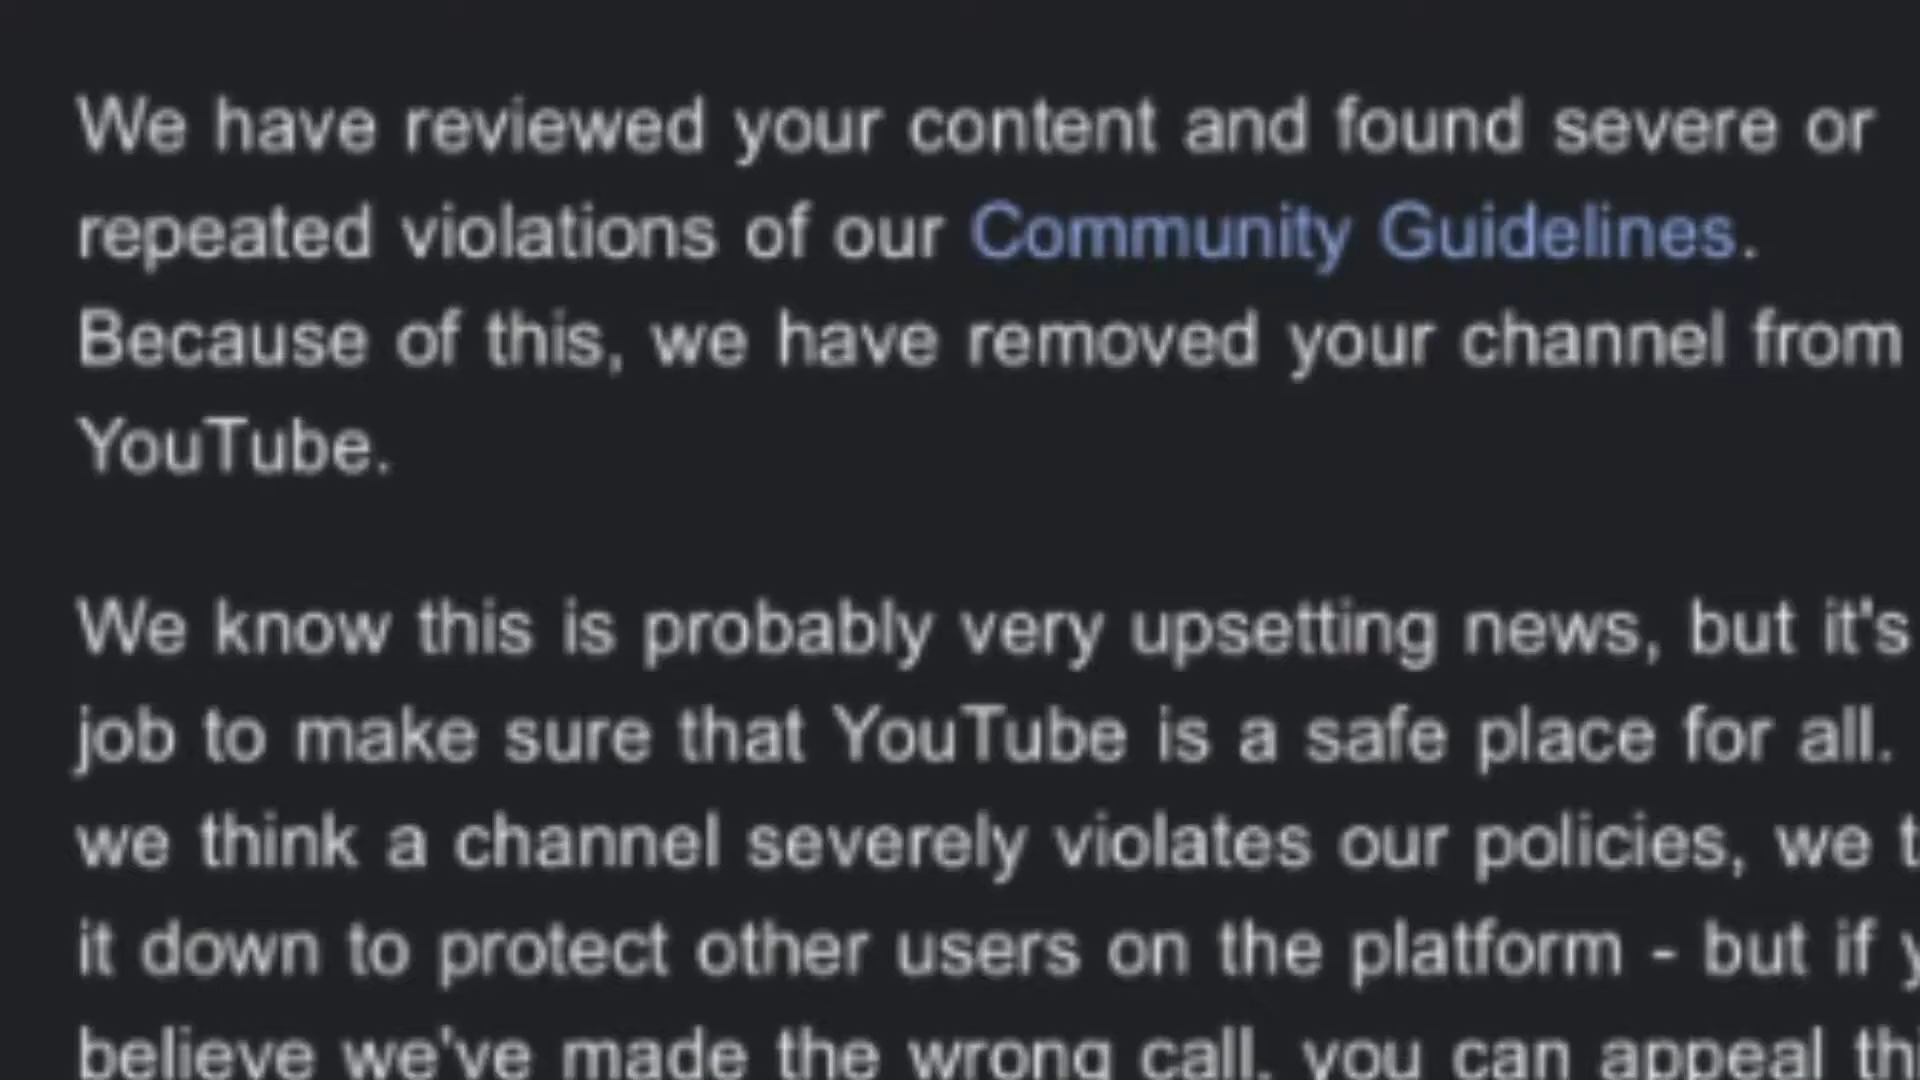 We have reviewed your content and found severe or
repeated violations of our Community Guidelines.
Because of this, we have removed your channel from
YouTube.
We know this is probably very upsetting news, but it's
job to make sure that YouTube is a safe place for all.
we think a channel severely violates our policies, we
it down to protect other users on the platform - but if
believe we've made the wrong call, you can appeal